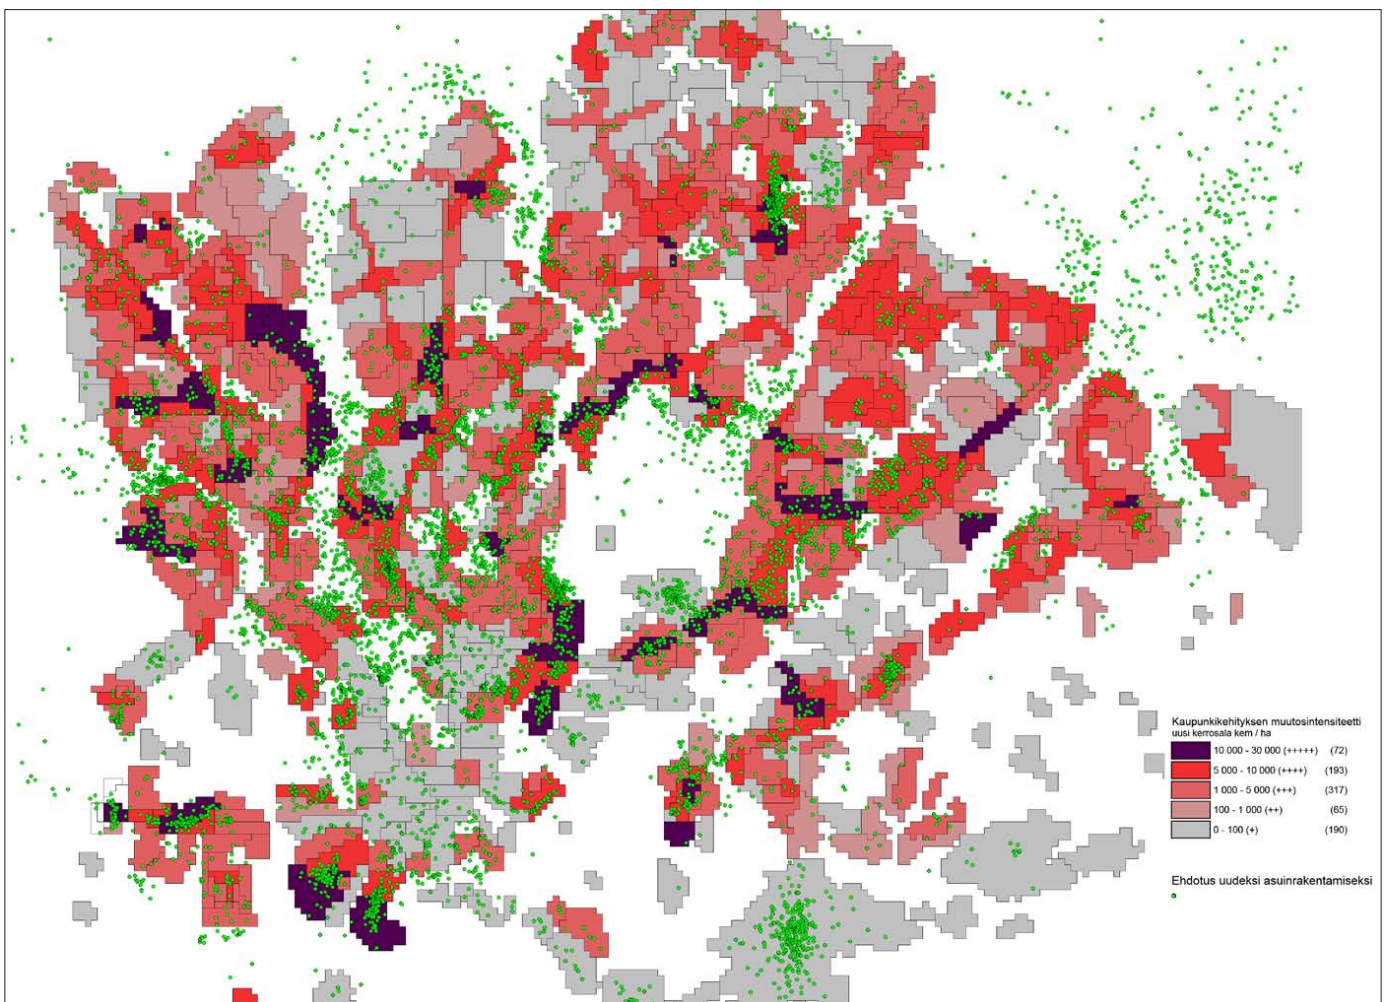 Kaupunkikehityksen muutosintensiteetti
uusi kerrosala kem / ha
10 000 - 30 000 (+++++) (72)
5 000 - 10 000 (++++) (193)
1 000 - 5 000 (+++) (317)
100 - 1 000 (++) (65)
0 - 100 (+) (190)
Ehdotus uudeksi asuinrakentamiseksi